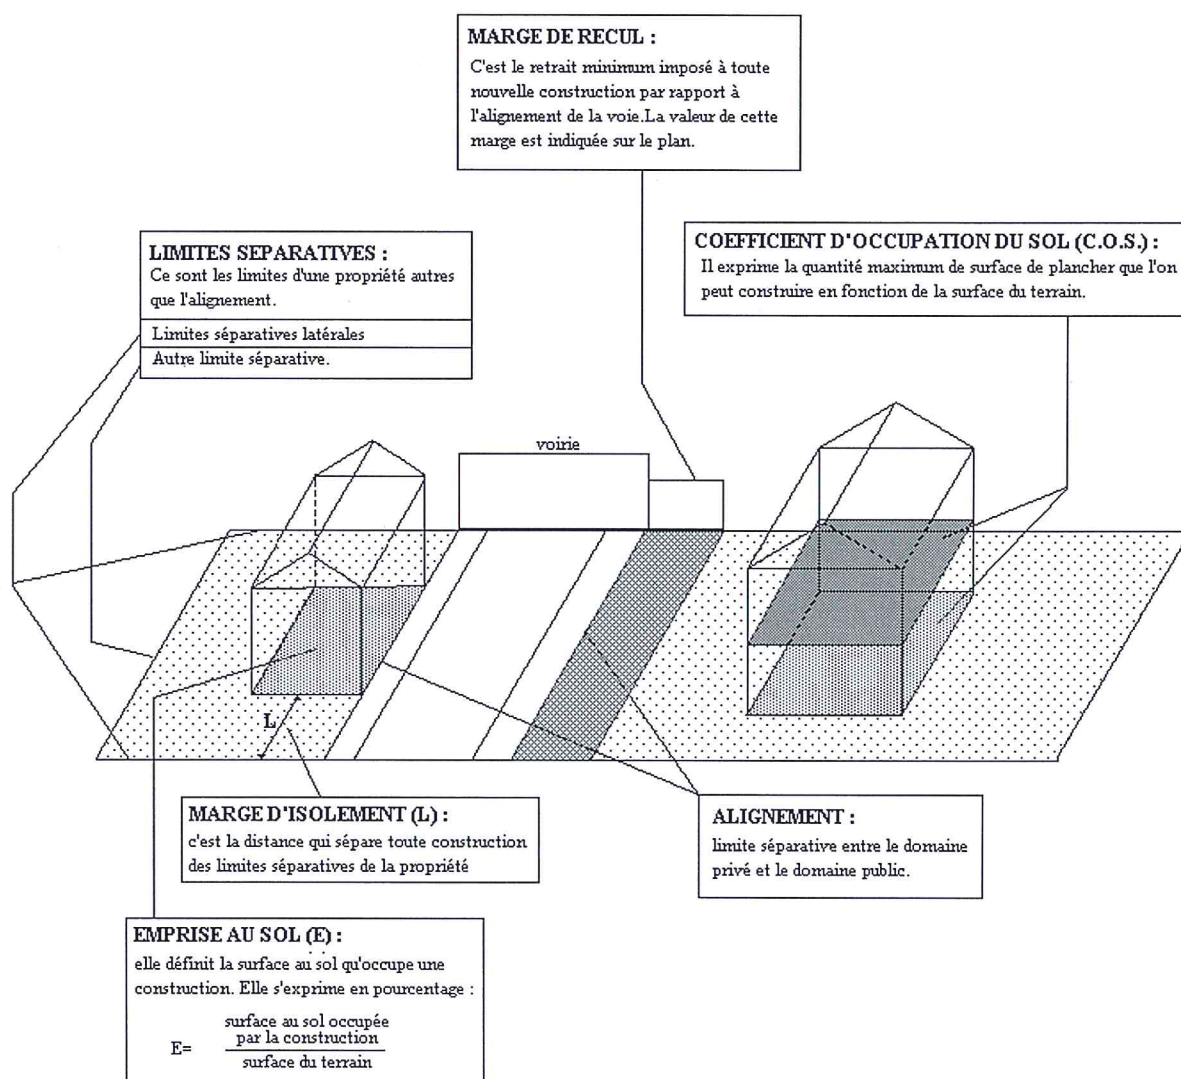 MARGE DE RECUL :
C'est le retrait minimum imposé à toute
nouvelle construction par rapport à
l'alignement de la voie.La valeur de cette
marge est indiquée sur le plan.
LIMITES SEPARATIVES :
Ce sont les limites d'une propriété autres
que l'alignement.
Limites séparatives latérales
Autre limite séparative.
COEFFICIENT D'OCCUPATION DU SOL (C.O.S.) :
Il exprime la quantité maximum de surface de plancher que l'on
peut construire en fonction de la surface du terrain.
voirie
L
MARGE D'ISOLEMENT (L) :
c'est la distance qui sépare toute construction
des limites séparatives de la propriété
ALIGNEMENT :
limite séparative entre le domaine
privé et le domaine public.
EMPRISE AU SOL (E) :
elle définit la surface au sol qu'occupe une
construction. Elle s'exprime en pourcentage :
surface au sol occupée
par la construction
E=
surface du terrain